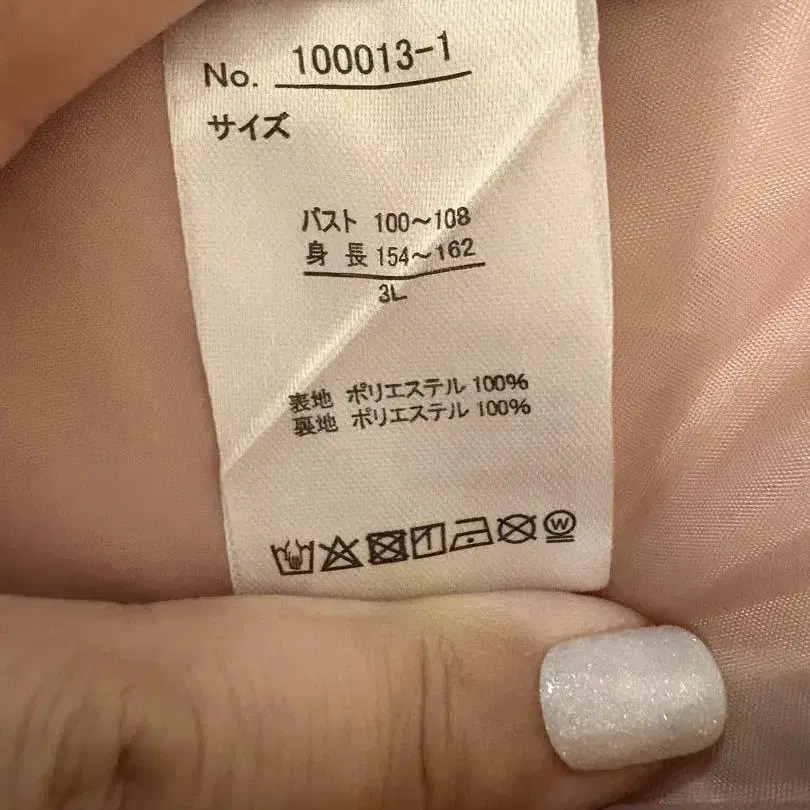 No. 100013-1
サイズ
バスト 100～108
身 長 154～162
3L
表地 ポリエステル 100%
裏地 ポリエステル 100%
W